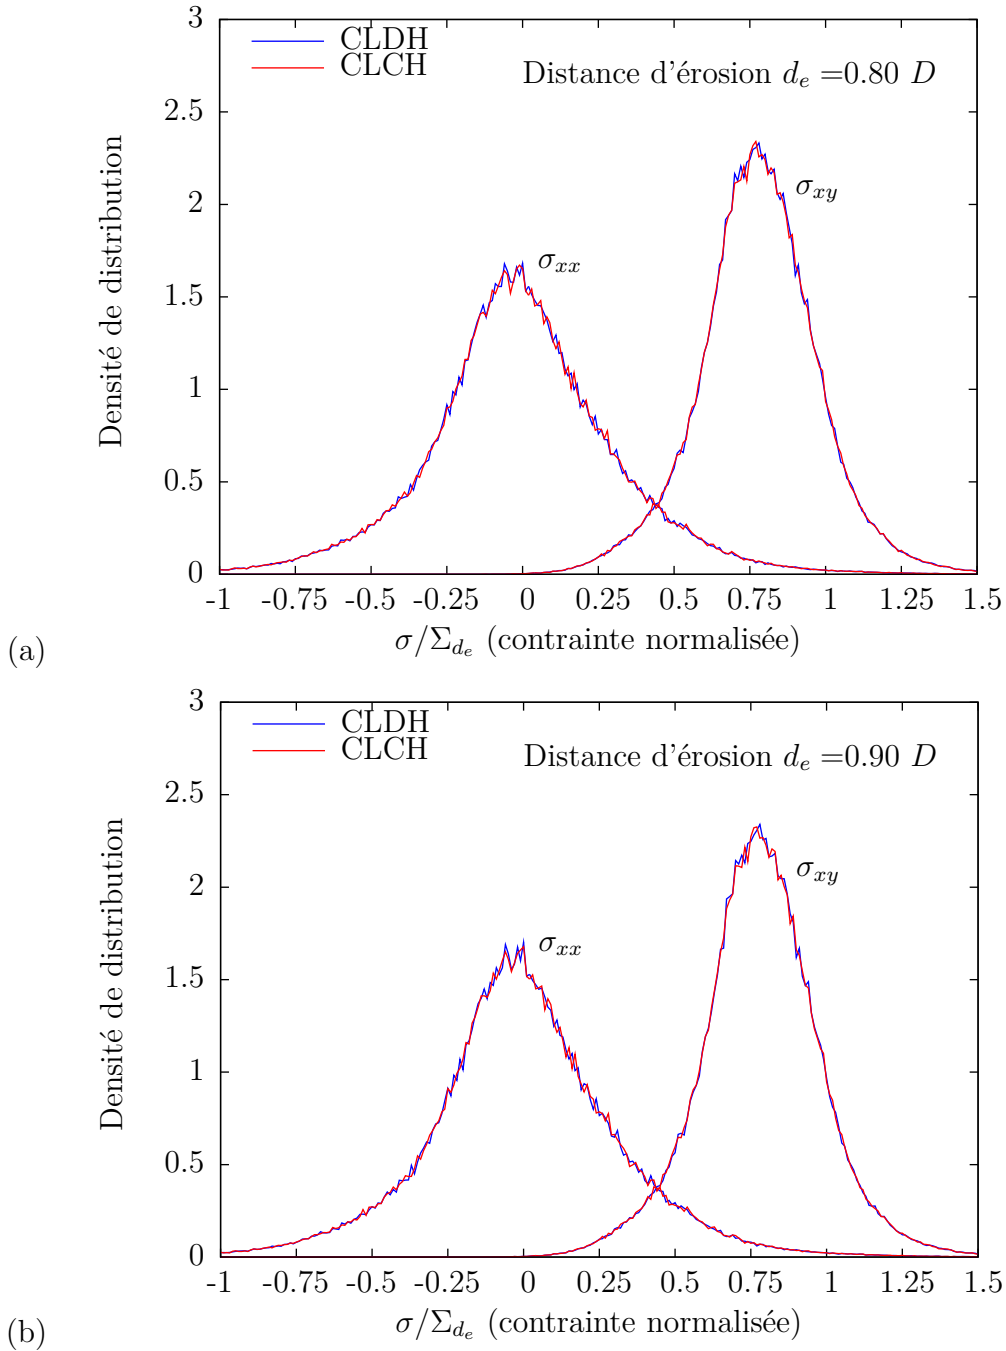 3
CLDH
CLCH
Distance d'érosion d_e =0.80 D
2.5
σ_xy
2
σ_xx
1.5
1
0.5
0
Densité de distribution
-1 -0.75 -0.5 -0.25 0 0.25 0.5 0.75 1 1.25 1.5
σ/Σ_{d_e} (contrainte normalisée)
(a)
3
CLDH
CLCH
Distance d'érosion d_e =0.90 D
2.5
σ_xy
2
σ_xx
1.5
1
0.5
0
Densité de distribution
-1 -0.75 -0.5 -0.25 0 0.25 0.5 0.75 1 1.25 1.5
σ/Σ_{d_e} (contrainte normalisée)
(b)